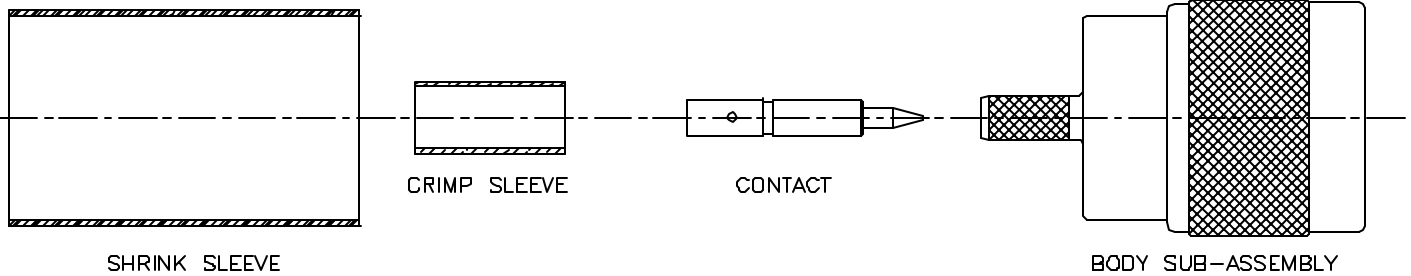 SHRINK SLEEVE
CRIMP SLEEVE
CONTACT
BODY SUB-ASSEMBLY